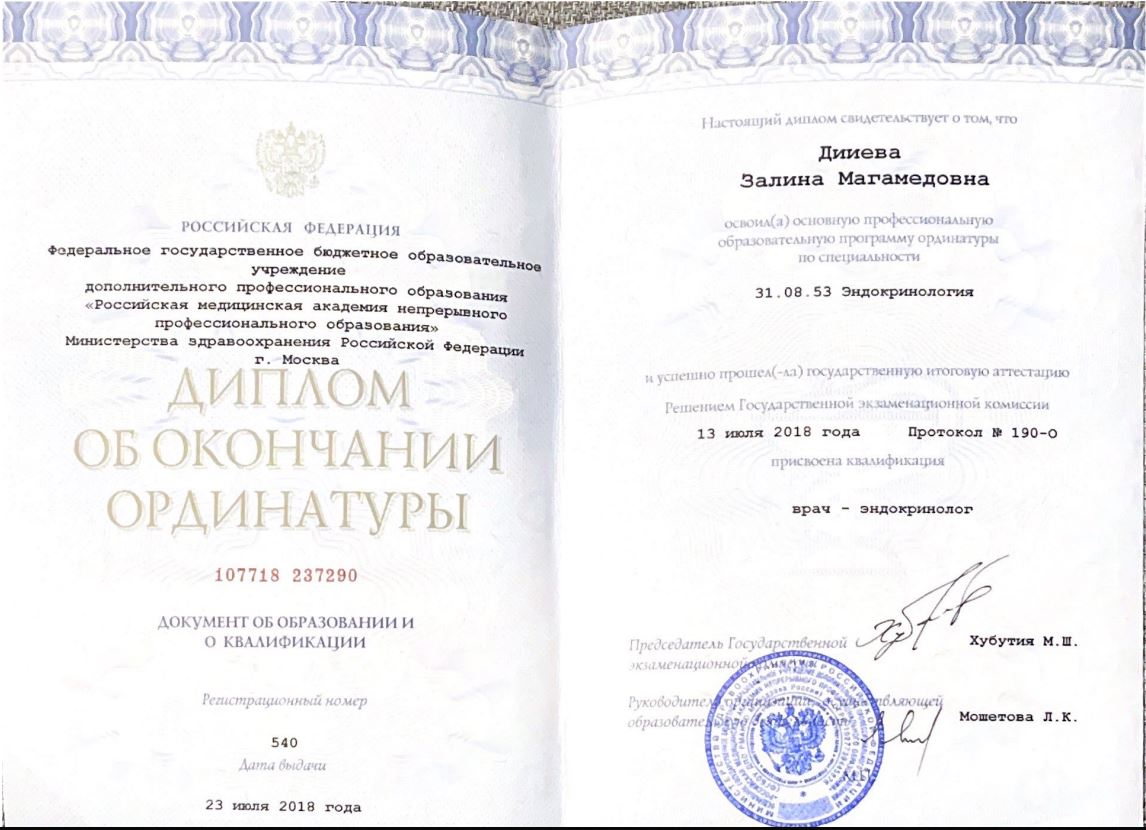 РОССИЙСКАЯ ФЕДЕРАЦИЯ
Федеральное государственное бюджетное образовательное
учреждение
дополнительного профессионального образования
«Российская медицинская академия непрерывного
профессионального образования»
Министерства здравоохранения Российской Федерации
г. Москва
ДИПЛОМ
ОБ ОКОНЧАНИИ
ОРДИНАТУРЫ
107718 237290
ДОКУМЕНТ ОБ ОБРАЗОВАНИИ И
О КВАЛИФИКАЦИИ
Регистрационный номер
540
Дата выдачи
23 июля 2018 года
Настоящий диплом свидетельствует о том, что
Дииева
Залина Магамедовна
освоил(а) основную профессиональную
образовательную программу ординатуры
по специальности
31.08.53 Эндокринология
и успешно прошел(-ла) государственную итоговую аттестацию
Решением Государственной экзаменационной комиссии
13 июля 2018 года Протокол № 190-О
присвоена квалификация
врач - эндокринолог
Председатель Государственной
экзаменационной
Хубутия М.Ш.
Руководитель организации, осуществляющей
Мошетова Л.К.
М.П.